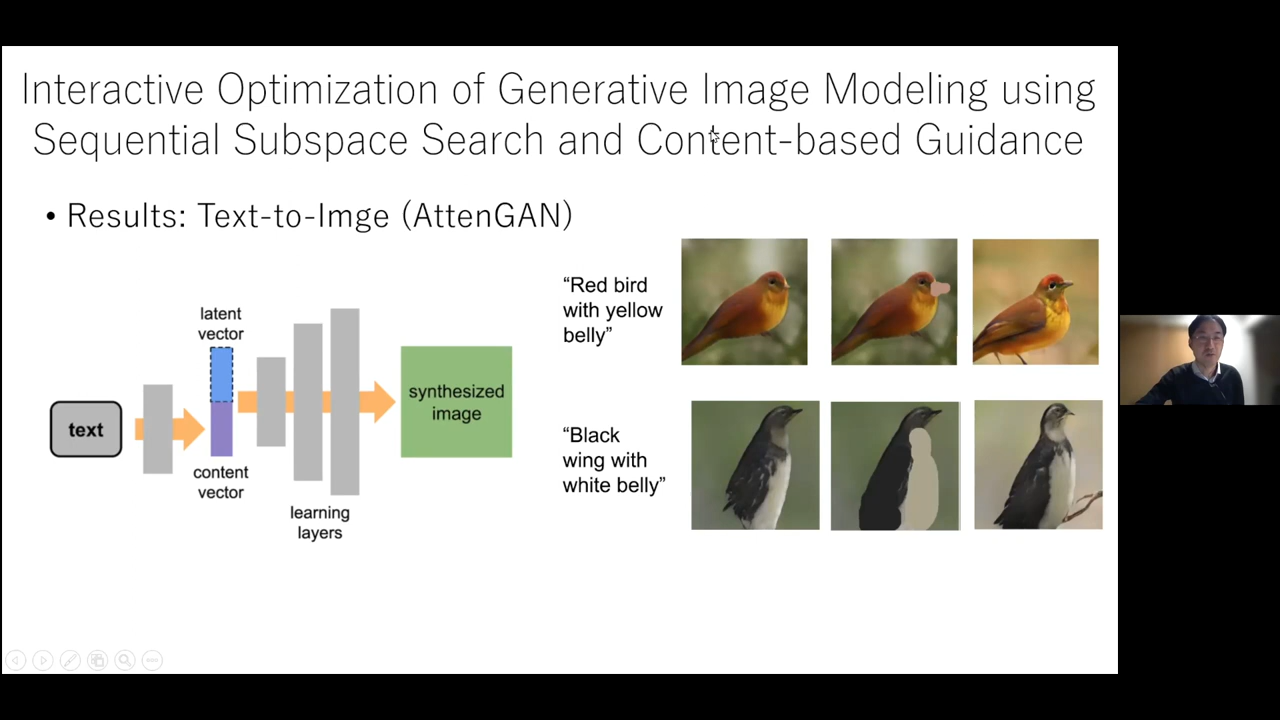 Interactive Optimization of Generative Image Modeling using
Sequential Subspace Search and Content-based Guidance
• Results: Text-to-Imge (AttenGAN)
text
latent
vector
content
vector
learning
layers
synthesized
image
“Red bird
with yellow
belly”
“Black
wing with
white belly”